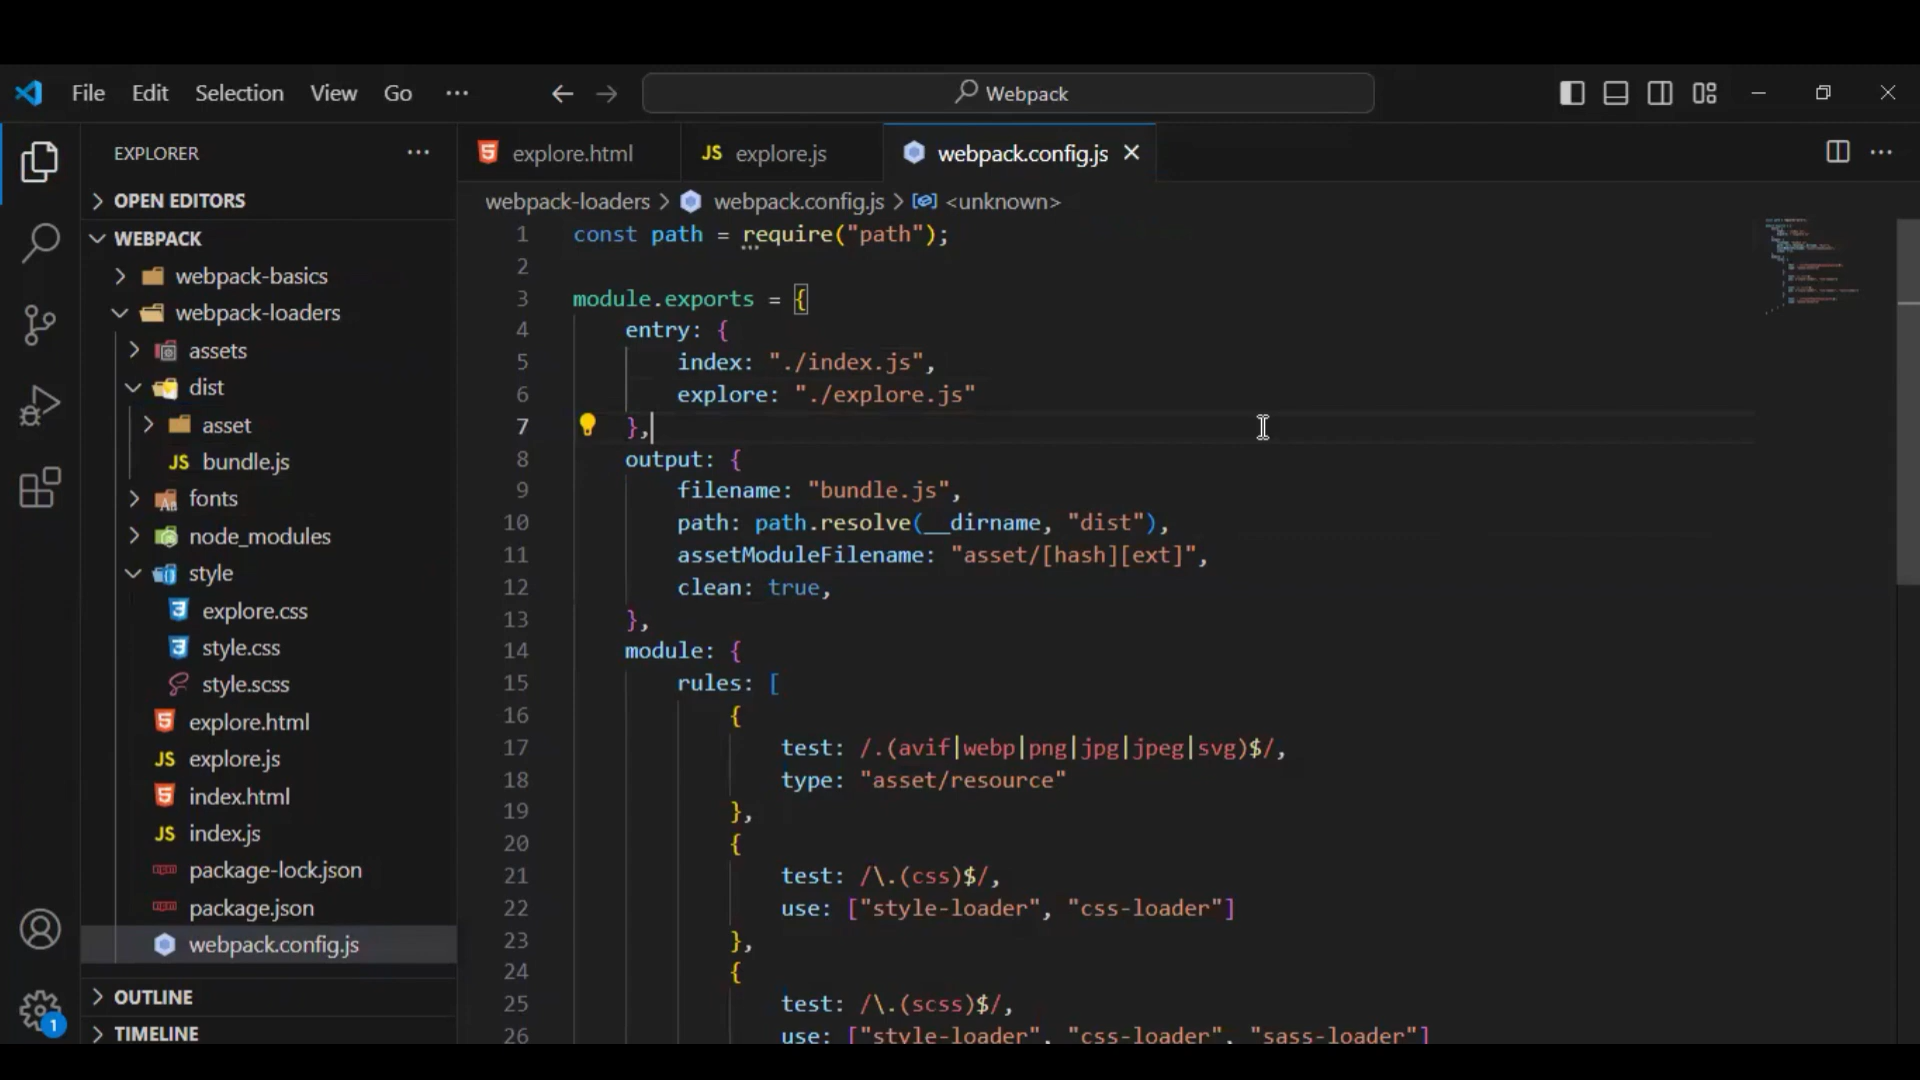 File Edit Selection View Go ···
Webpack
EXPLORER ···
OPEN EDITORS
WEBPACK
webpack-basics
webpack-loaders
assets
dist
asset
JS bundle.js
fonts
node_modules
style
explore.css
style.css
style.scss
explore.html
JS explore.js
index.html
JS index.js
package-lock.json
package.json
webpack.config.js
OUTLINE
TIMELINE
1
explore.html
JS explore.js
webpack.config.js
webpack-loaders > webpack.config.js > <unknown>
1 const path = require("path");
2
3 module.exports = {
4 entry: {
5 index: "./index.js",
6 explore: "./explore.js"
7 },
8 output: {
9 filename: "bundle.js",
10 path: path.resolve(__dirname, "dist"),
11 assetModuleFilename: "asset/[hash][ext]",
12 clean: true,
13 },
14 module: {
15 rules: [
16 {
17 test: /.(avif|webp|png|jpg|jpeg|svg)$/,
18 type: "asset/resource"
19 },
20 {
21 test: /\.(css)$/,
22 use: ["style-loader", "css-loader"]
23 },
24 {
25 test: /\.(scss)$/,
26 use: ["style-loader", "css-loader", "sass-loader"]